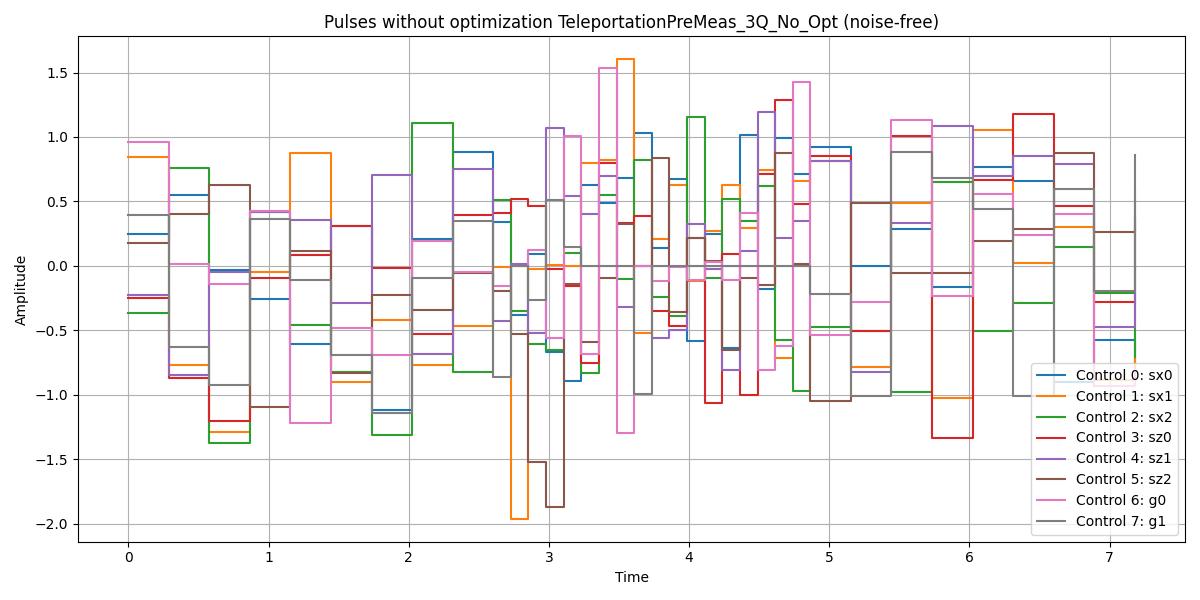 Pulses without optimization TeleportationPreMeas_3Q_No_Opt (noise-free)
Amplitude
1.5
1.0
0.5
0.0
−0.5
−1.0
−1.5
−2.0
0 1 2 3 4 5 6 7
Time
Control 0: sx0
Control 1: sx1
Control 2: sx2
Control 3: sz0
Control 4: sz1
Control 5: sz2
Control 6: g0
Control 7: g1